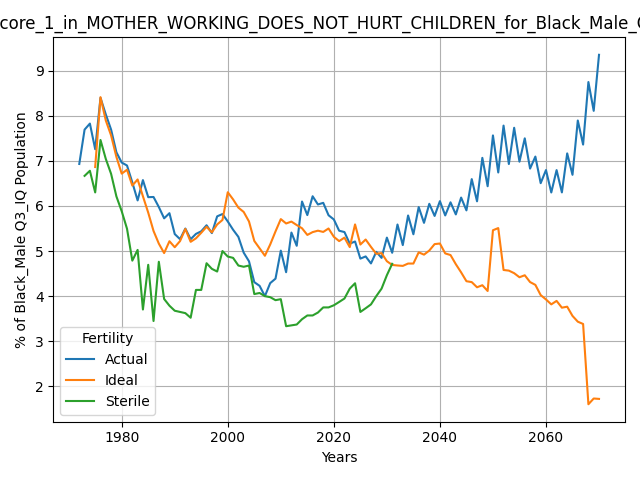 core_1_in_MOTHER_WORKING_DOES_NOT_HURT_CHILDREN_for_Black_Male_
% of Black_Male Q3_IQ Population
9
8
7
6
5
4
3
2
Fertility
Actual
Ideal
Sterile
1980
2000
2020
2040
2060
Years